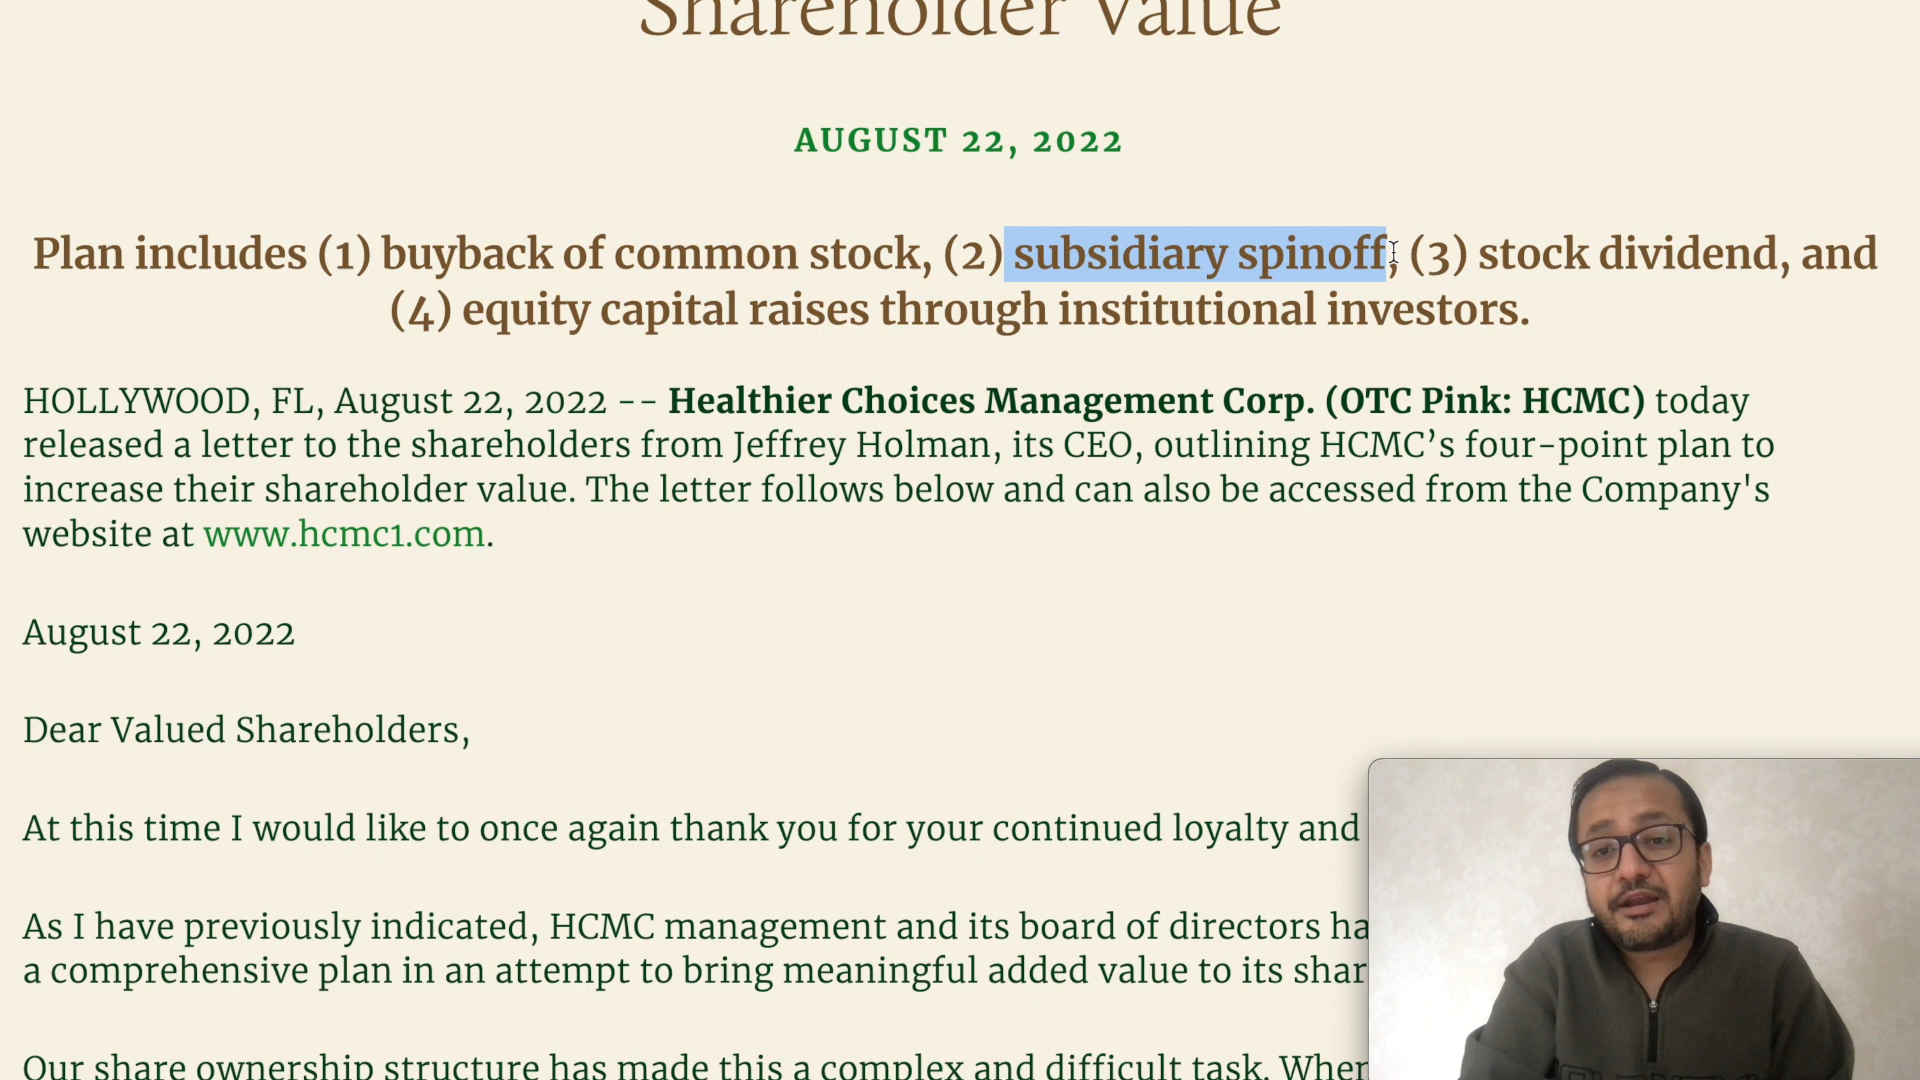 Shareholder Value
AUGUST 22, 2022
Plan includes (1) buyback of common stock, (2) subsidiary spinoff, (3) stock dividend, and
(4) equity capital raises through institutional investors.
HOLLYWOOD, FL, August 22, 2022 -- Healthier Choices Management Corp. (OTC Pink: HCMC) today
released a letter to the shareholders from Jeffrey Holman, its CEO, outlining HCMC’s four-point plan to
increase their shareholder value. The letter follows below and can also be accessed from the Company's
website at www.hcmc1.com.
August 22, 2022
Dear Valued Shareholders,
At this time I would like to once again thank you for your continued loyalty and
As I have previously indicated, HCMC management and its board of directors ha
a comprehensive plan in an attempt to bring meaningful added value to its shar
Our share ownership structure has made this a complex and difficult task. When